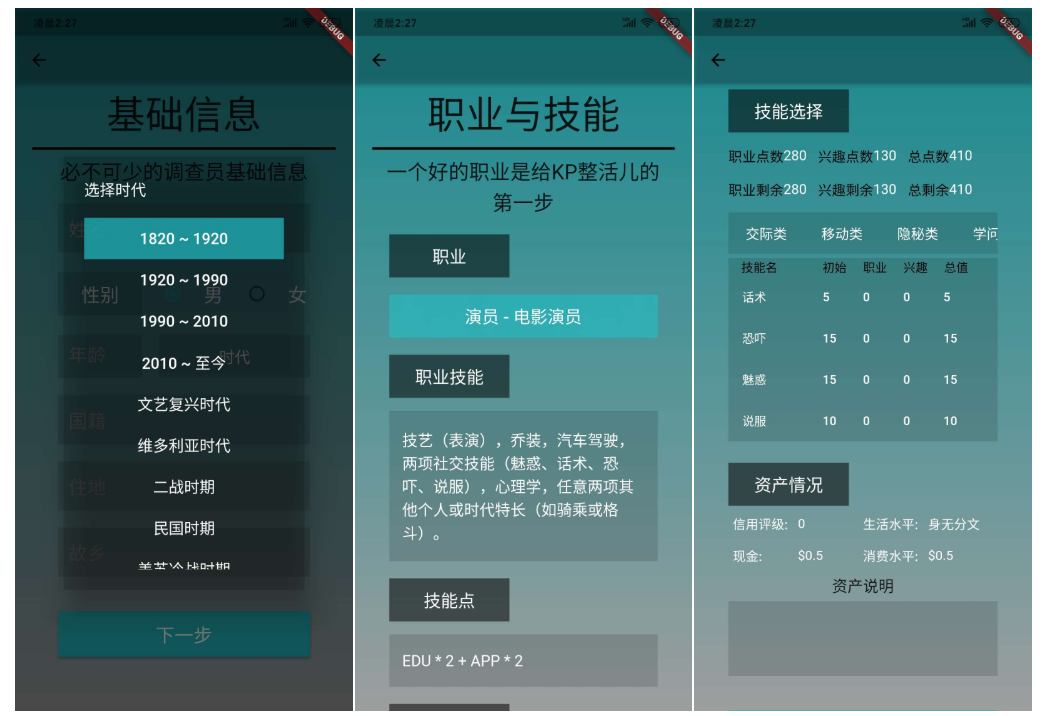 凌晨2:27
DEBUG
基础信息
必不可少的调查员基础信息
选择时代
1820 ~ 1920
1920 ~ 1990
性别 男 女
1990 ~ 2010
年龄 时代
2010 ~ 至今
文艺复兴时代
国籍
维多利亚时代
住地
二战时期
民国时期
故乡
美苏冷战时期
下一步
凌晨2:27
DEBUG
职业与技能
一个好的职业是给KP整活儿的
第一步
职业
演员 - 电影演员
职业技能
技艺（表演），乔装，汽车驾驶，
两项社交技能（魅惑、话术、恐
吓、说服），心理学，任意两项其
他个人或时代特长（如骑乘或格
斗）。
技能点
EDU * 2 + APP * 2
凌晨2:27
DEBUG
技能选择
职业点数280 兴趣点数130 总点数410
职业剩余280 兴趣剩余130 总剩余410
交际类 移动类 隐秘类 学问
技能名 初始 职业 兴趣 总值
话术 5 0 0 5
恐吓 15 0 0 15
魅惑 15 0 0 15
说服 10 0 0 10
资产情况
信用评级: 0 生活水平: 身无分文
现金: $0.5 消费水平: $0.5
资产说明